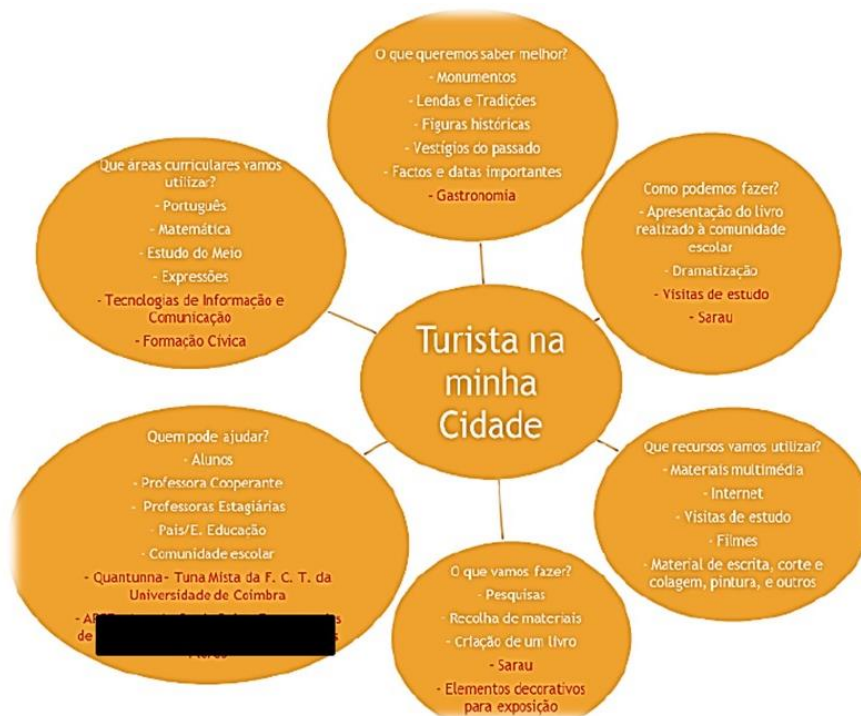 O que queremos saber melhor?
- Monumentos
- Lendas e Tradições
- Figuras históricas
- Vestígios do passado
- Factos e datas importantes
- Gastronomia
Que áreas curriculares vamos
utilizar?
- Português
- Matemática
- Estudo do Meio
- Expressões
- Tecnologias de Informação e
Comunicação
- Formação Cívica
Como podemos fazer?
- Apresentação do livro
realizado à comunidade
escolar
- Dramatização
- Visitas de estudo
- Sarau
Turista na
minha
Cidade
Quem pode ajudar?
- Alunos
- Professora Cooperante
- Professoras Estagiárias
- Pais/E. Educação
- Comunidade escolar
- Quantunna- Tuna Mista da F. C. T. da
Universidade de Coimbra
de
Que recursos vamos utilizar?
- Materiais multimédia
- Internet
- Visitas de estudo
- Filmes
- Material de escrita, corte e
colagem, pintura, e outros
O que vamos fazer?
- Pesquisas
- Recolha de materiais
- Criação de um livro
- Sarau
- Elementos decorativos
para exposição